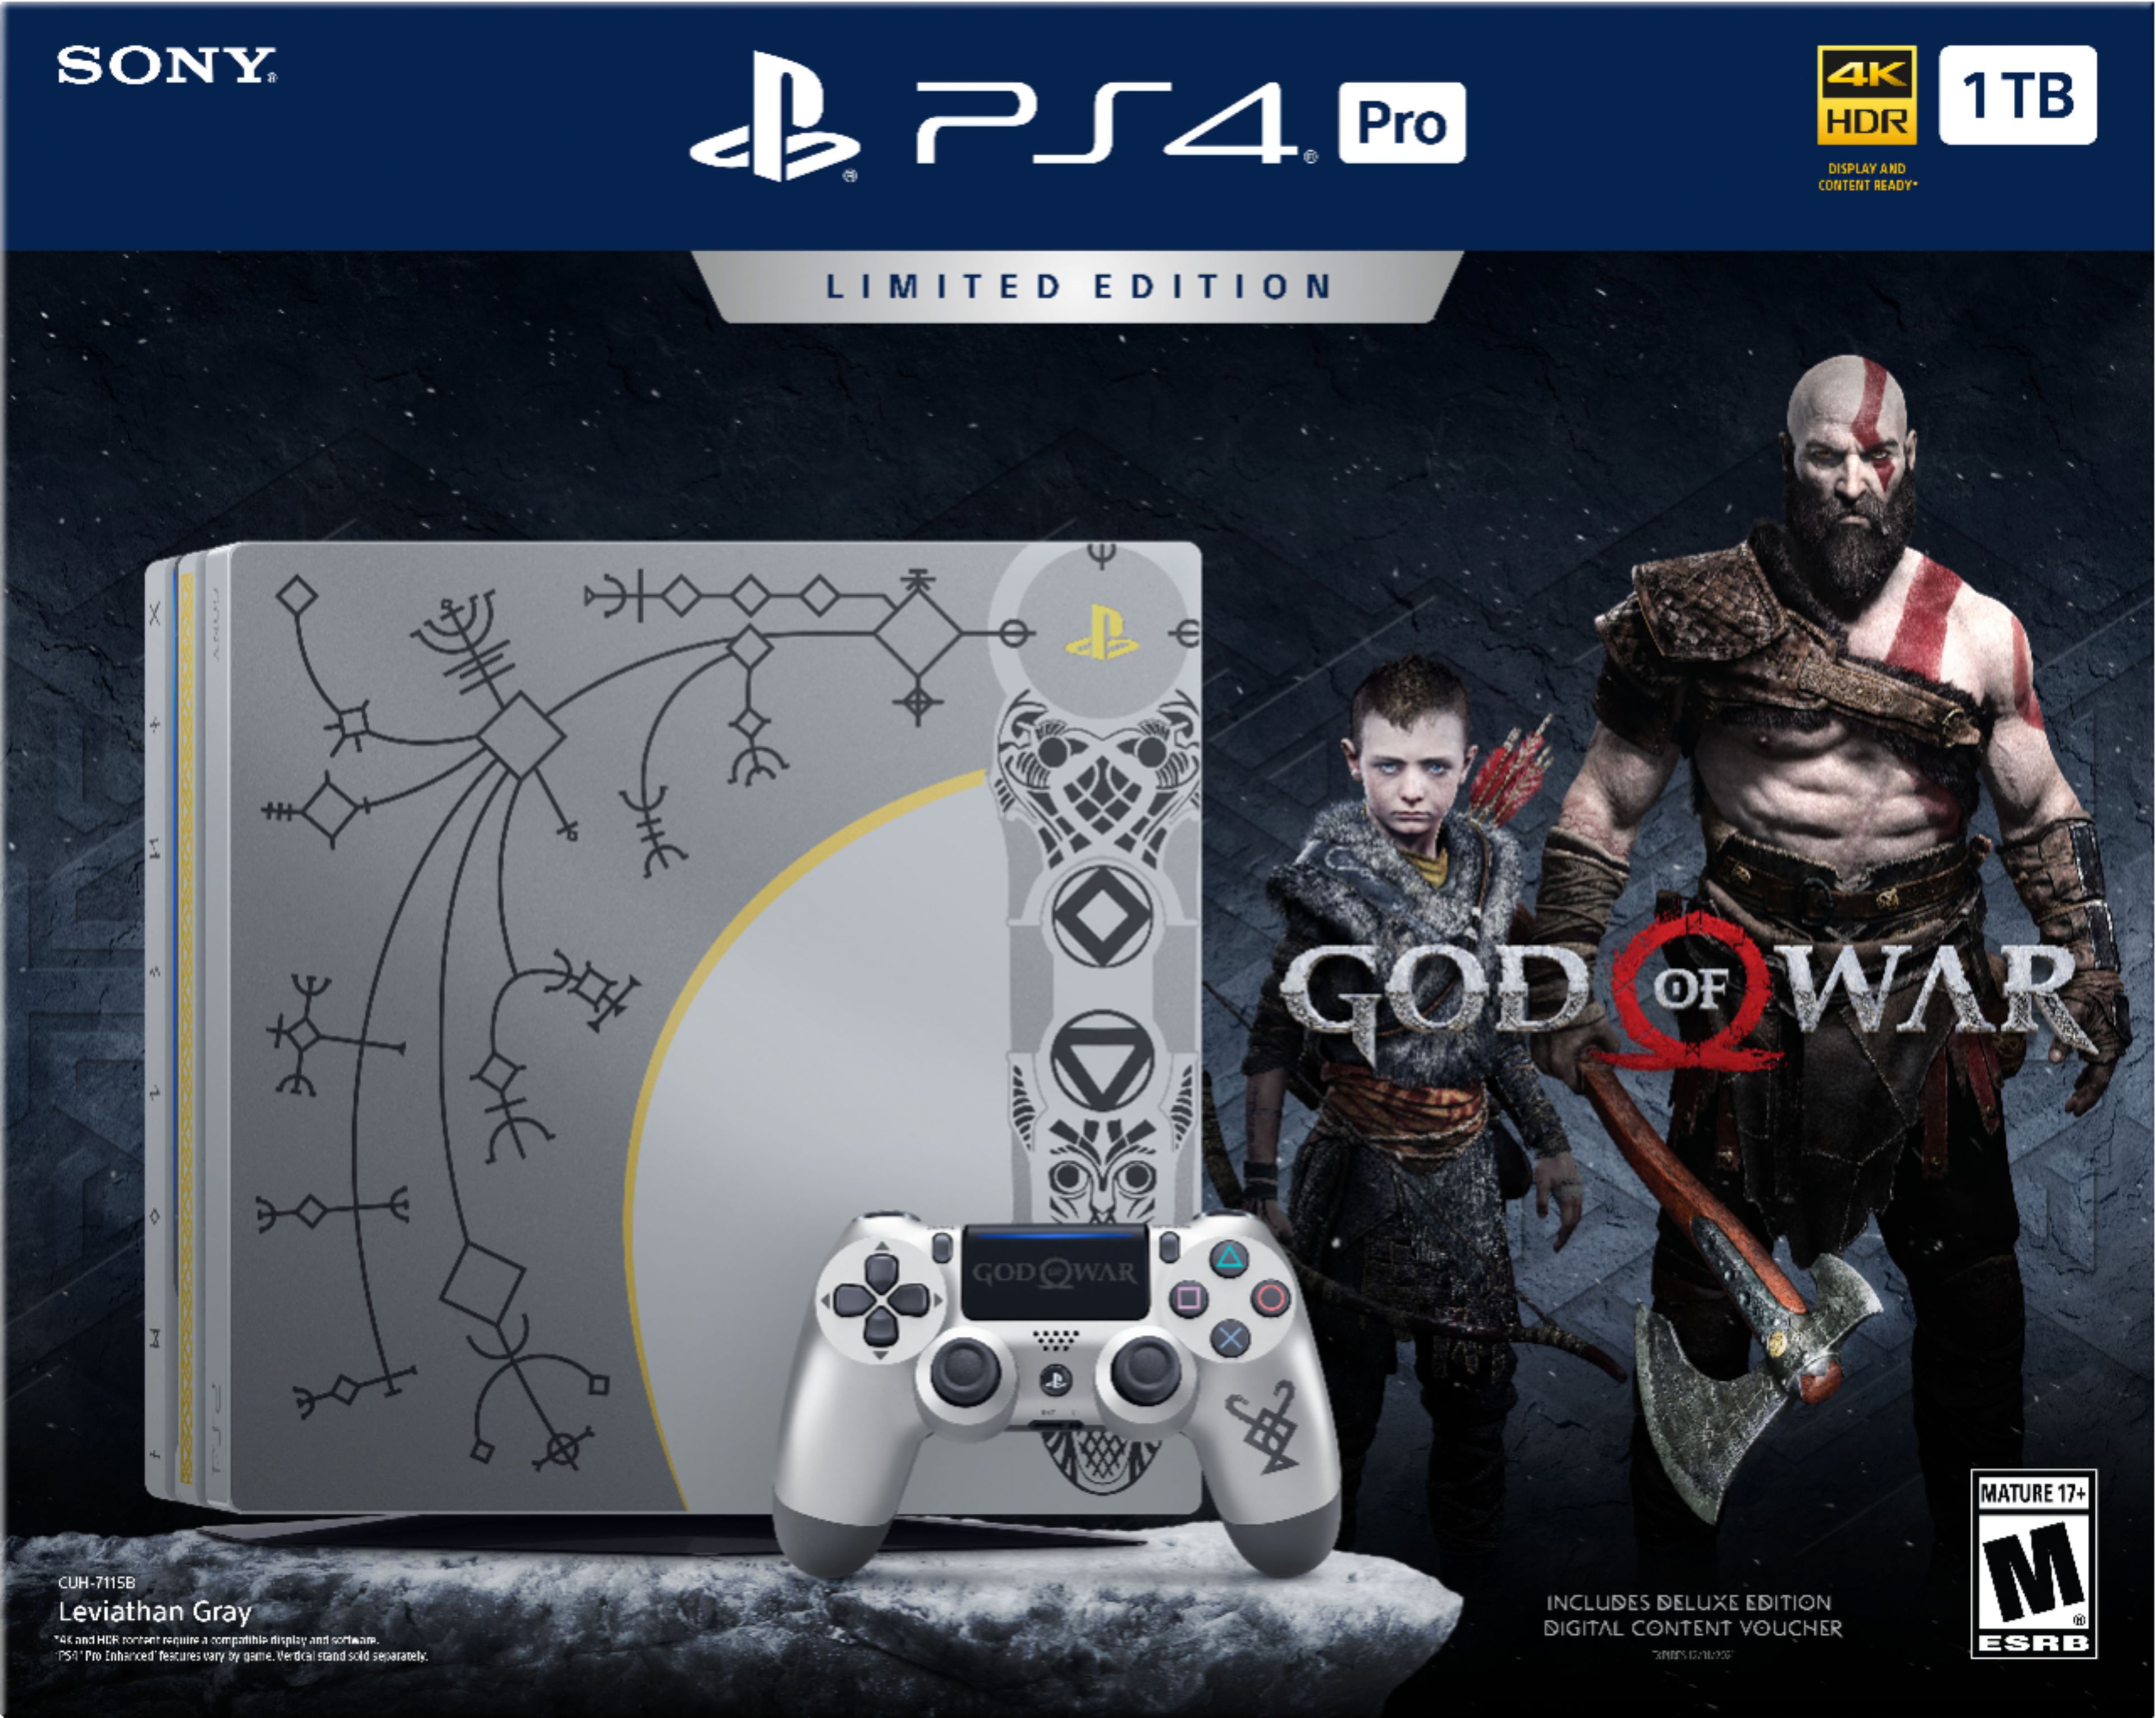 SONY®
PS4® Pro
4K
HDR
DISPLAY AND
CONTENT READY*
1TB
LIMITED EDITION
SONY
PS4
GOD OF WAR
GOD OF WAR
CUH-7115B
Leviathan Gray
*4K and HDR content require a compatible display and software.
'PS4™ Pro Enhanced' features vary by game. Vertical stand sold separately.
INCLUDES DELUXE EDITION
DIGITAL CONTENT VOUCHER
MATURE 17+
M®
ESRB